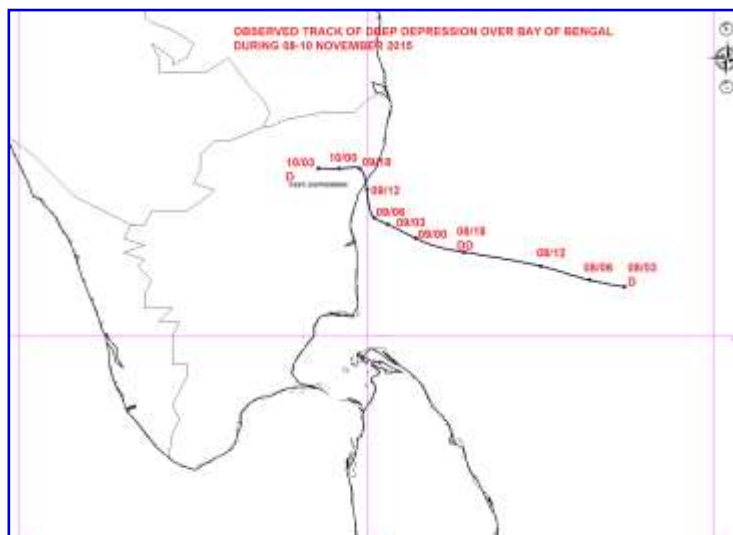 OBSERVED TRACK OF DEEP DEPRESSION OVER BAY OF BENGAL
DURING 08-10 NOVEMBER 2015
10/03
10/00
09/18
D
09/12
09/06
09/03
09/00
08/18
DD
08/12
08/06
08/03
D